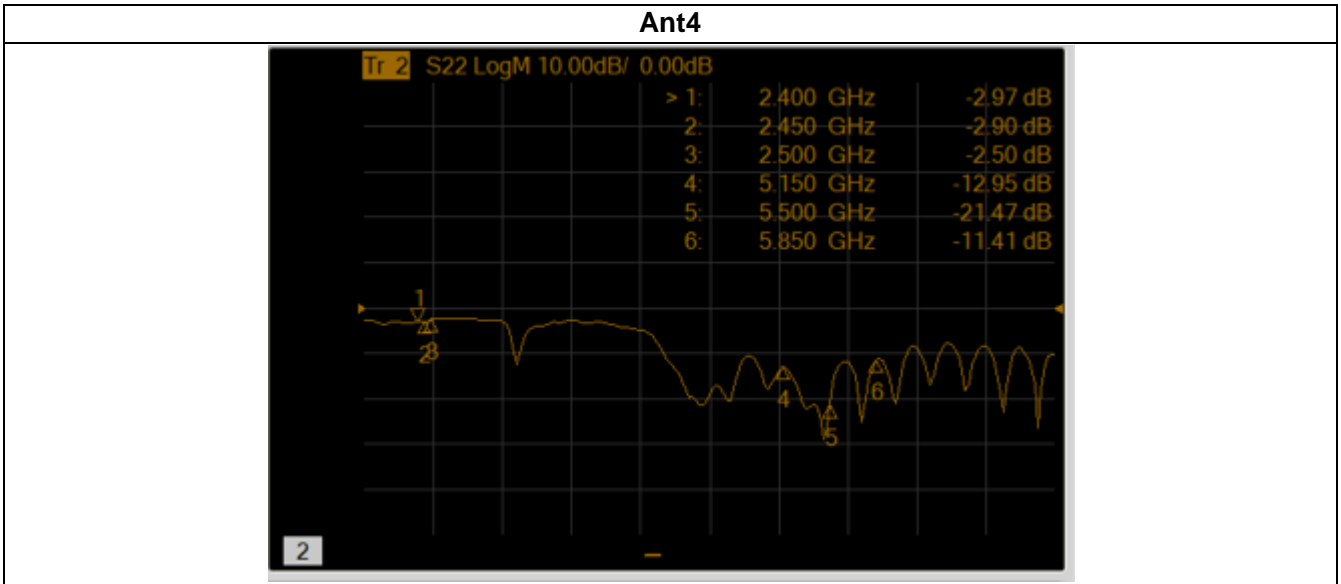 Ant4
Tr 2 S22 LogM 10.00dB/ 0.00dB
> 1: 2.400 GHz -2.97 dB
2: 2.450 GHz -2.90 dB
3: 2.500 GHz -2.50 dB
4: 5.150 GHz -12.95 dB
5: 5.500 GHz -21.47 dB
6: 5.850 GHz -11.41 dB
1
2 3
4
6
5
2